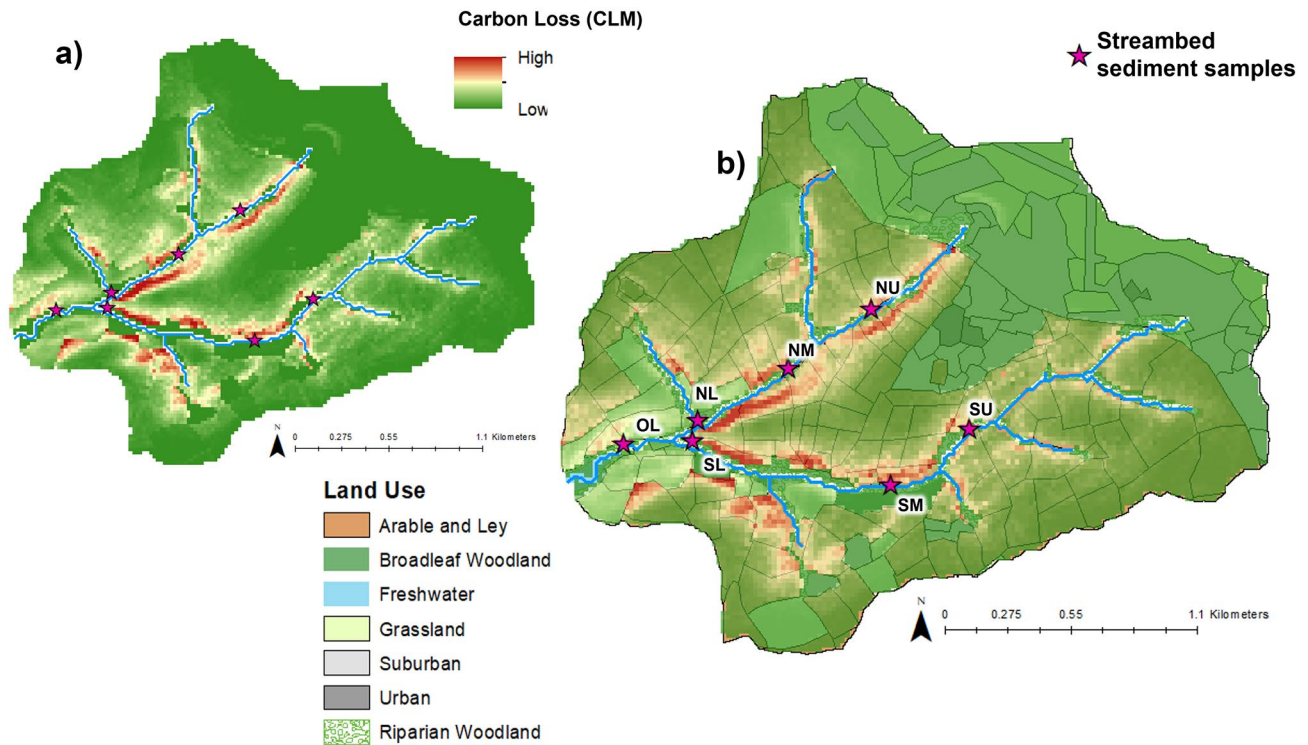 Carbon Loss (CLM)
a)
High
Low
Streambed
sediment samples
b)
N
0 0.275 0.55 1.1 Kilometers
NU
NM
NL
OL
SL
SU
SM
Land Use
Arable and Ley
Broadleaf Woodland
Freshwater
Grassland
Suburban
Urban
Riparian Woodland
N
0 0.275 0.55 1.1 Kilometers